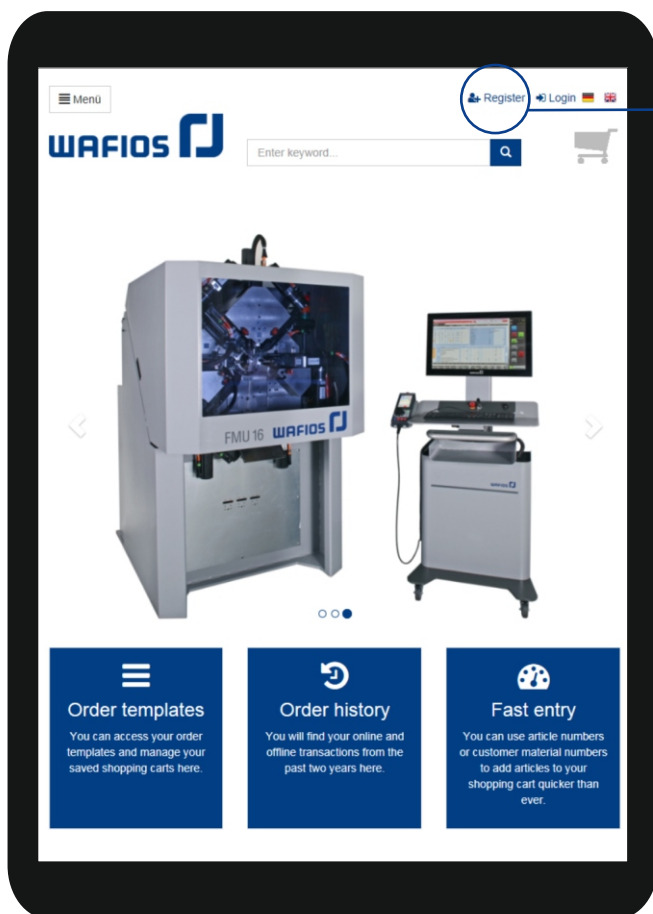 Menü
Register Login
WAFIOS
Enter keyword...
FMU 16 WAFIOS
WAFIOS
Order templates
You can access your order
templates and manage your
saved shopping carts here.
Order history
You will find your online and
offline transactions from the
past two years here.
Fast entry
You can use article numbers
or customer material numbers
to add articles to your
shopping cart quicker than
ever.